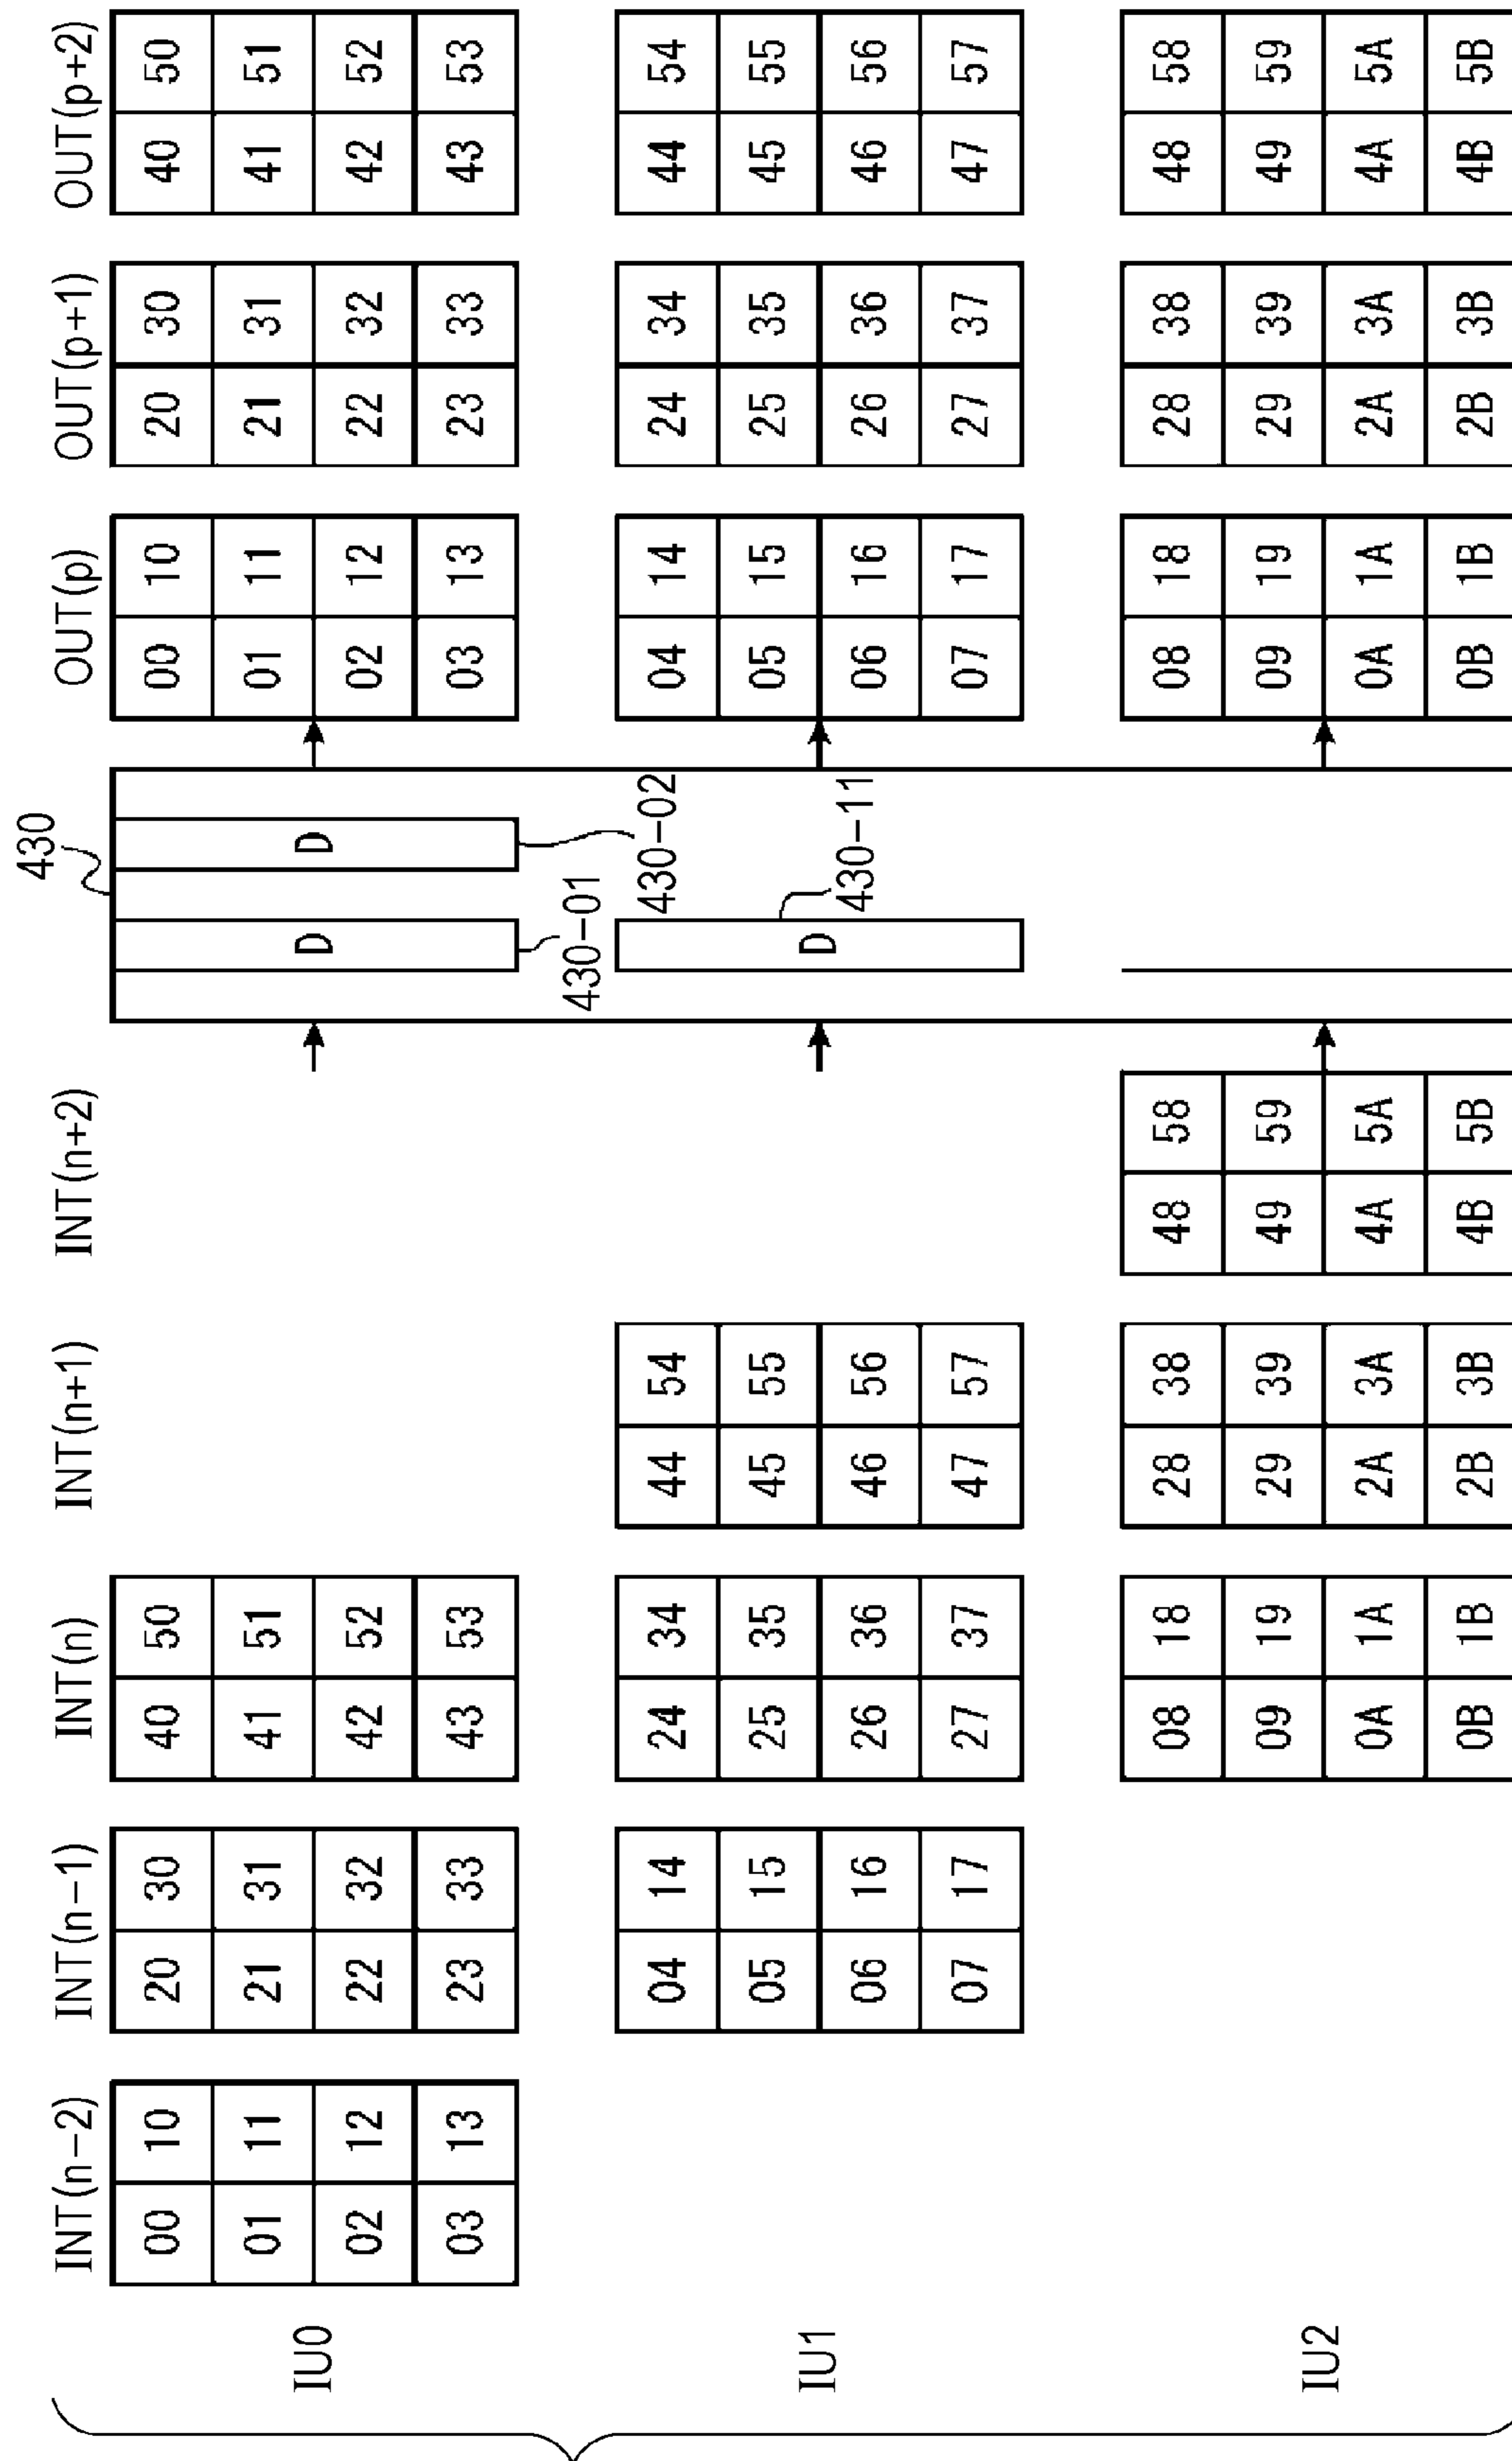 430
INT(n-2) INT(n-1) INT(n) INT(n+1) INT(n+2) OUT(p) OUT(p+1) OUT(p+2)
00 10 20 30 40 50 00 10 20 30 40 50
01 11 21 31 41 51 01 11 21 31 41 51
IU0 D D
02 12 22 32 42 52 02 12 22 32 42 52
03 13 23 33 43 53 03 13 23 33 43 53
430-01
430-02
04 14 24 34 44 54 04 14 24 34 44 54
05 15 25 35 45 55 05 15 25 35 45 55
IU1 D
430-11
06 16 26 36 46 56 06 16 26 36 46 56
07 17 27 37 47 57 07 17 27 37 47 57
08 18 28 38 48 58 08 18 28 38 48 58
09 19 29 39 49 59 09 19 29 39 49 59
IU2
0A 1A 2A 3A 4A 5A 0A 1A 2A 3A 4A 5A
0B 1B 2B 3B 4B 5B 0B 1B 2B 3B 4B 5B